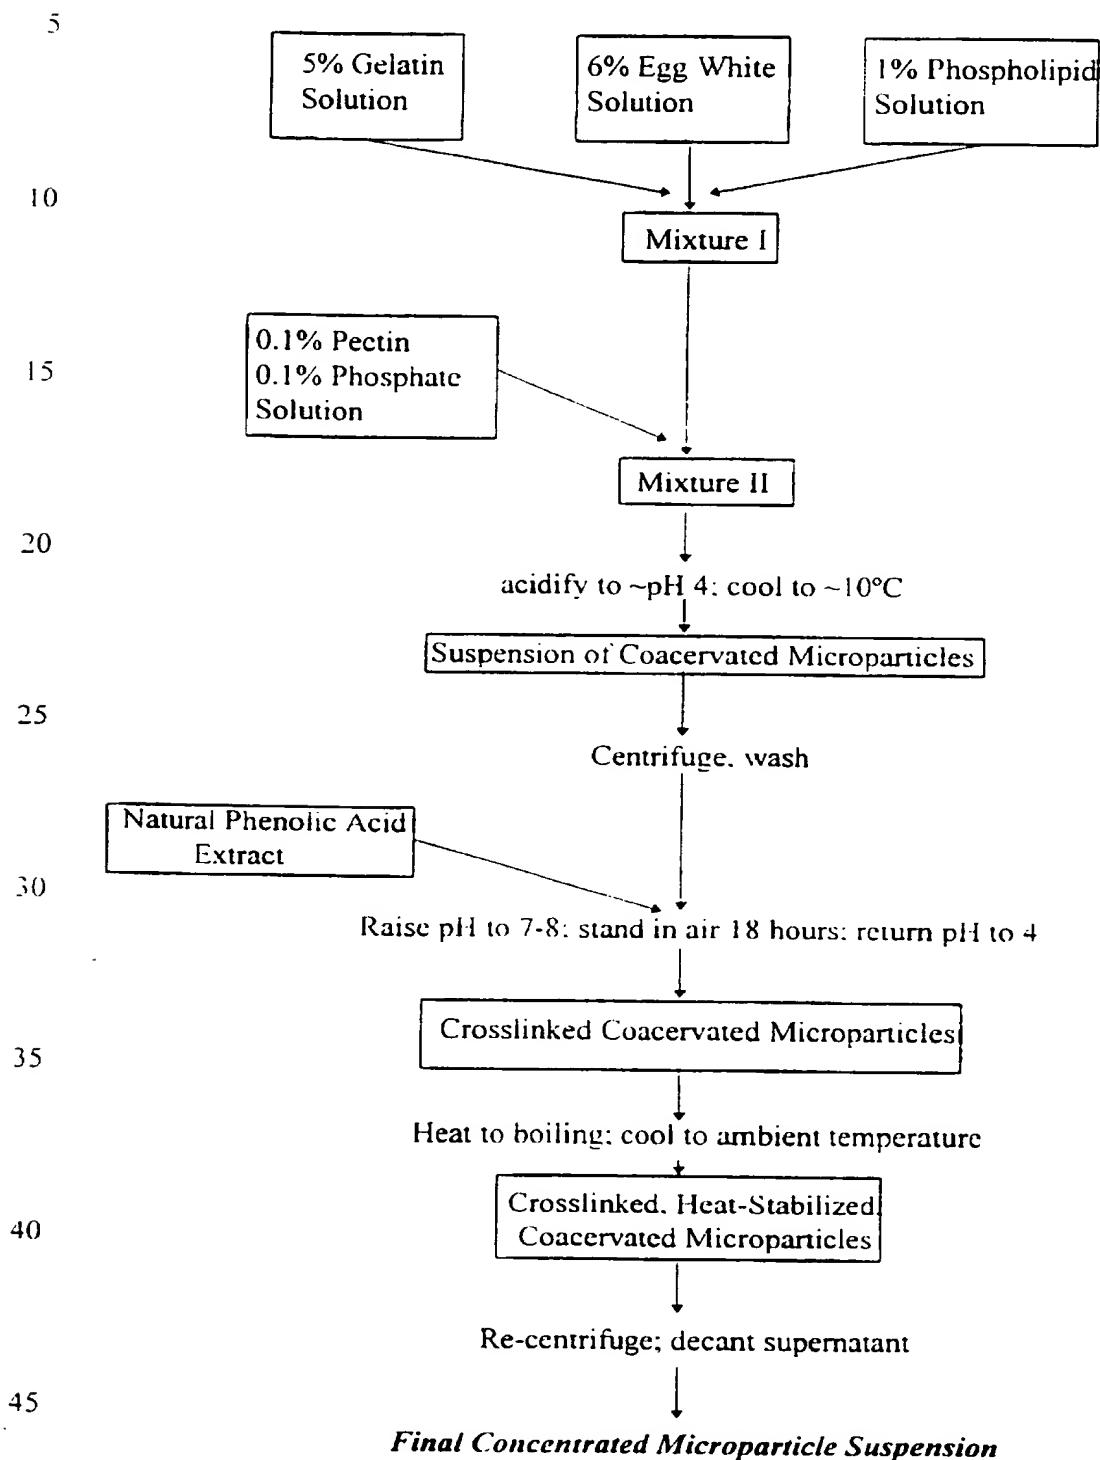 5
5% Gelatin
Solution
6% Egg White
Solution
1% Phospholipid
Solution
10
Mixture I
0.1% Pectin
15
0.1% Phosphate
Solution
Mixture II
20
acidify to ~pH 4; cool to ~10°C
Suspension of Coacervated Microparticles
25
Centrifuge, wash
Natural Phenolic Acid
Extract
30
Raise pH to 7-8; stand in air 18 hours; return pH to 4
Crosslinked Coacervated Microparticles
35
Heat to boiling; cool to ambient temperature
Crosslinked, Heat-Stabilized
40
Coacervated Microparticles
Re-centrifuge; decant supernatant
45
Final Concentrated Microparticle Suspension